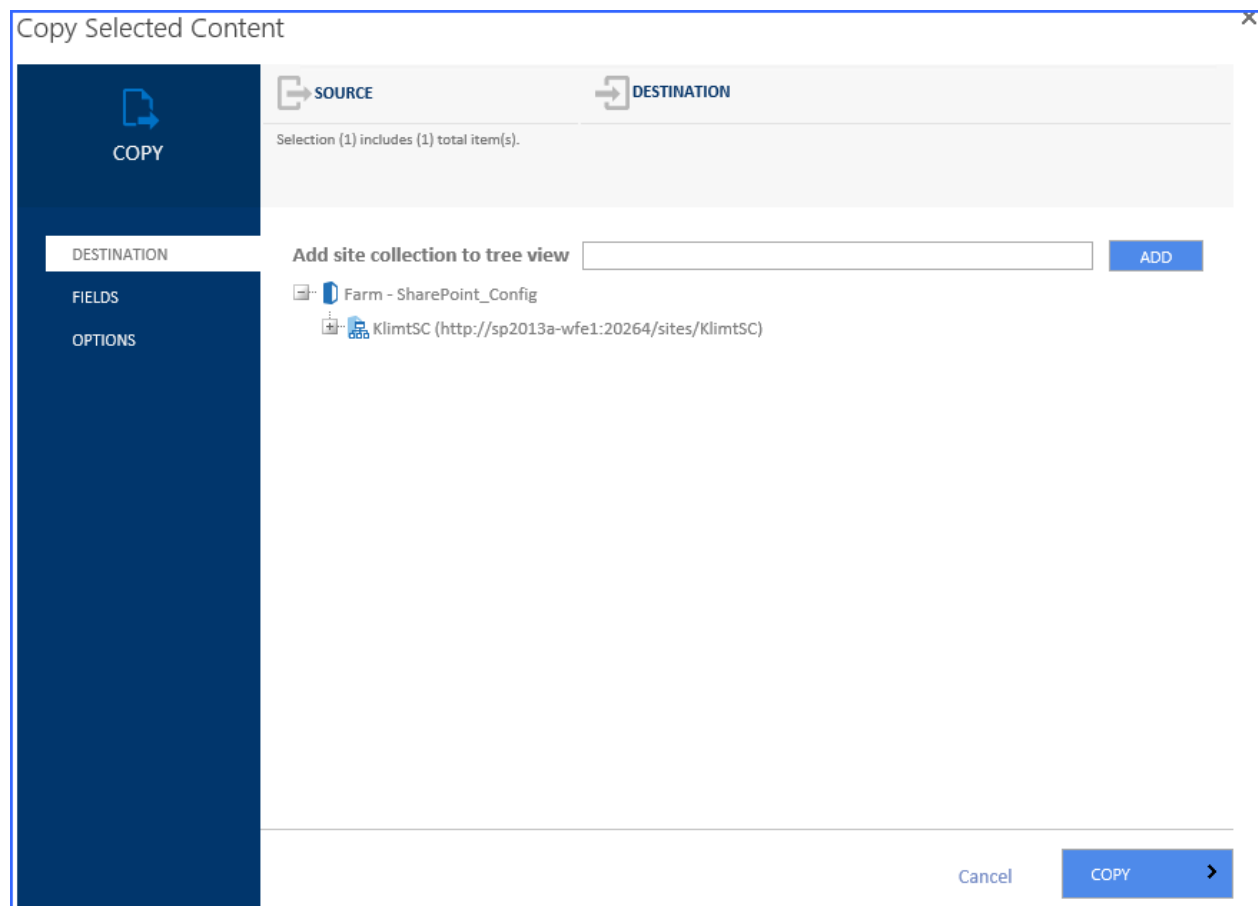 Copy Selected Content
COPY
SOURCE
DESTINATION
Selection (1) includes (1) total item(s).
DESTINATION
FIELDS
OPTIONS
Add site collection to tree view
ADD
Farm - SharePoint_Config
KlimtSC (http://sp2013a-wfe1:20264/sites/KlimtSC)
Cancel
COPY